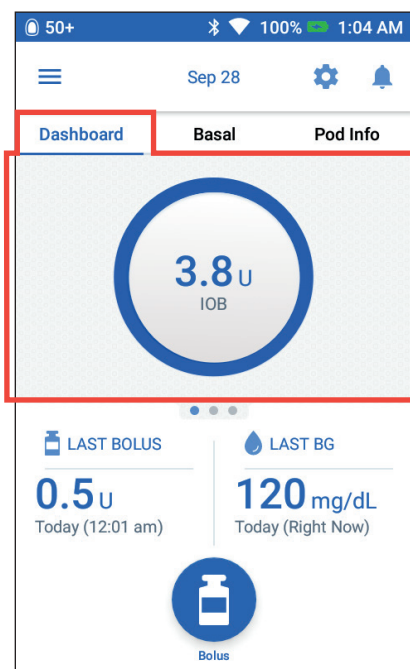 50+ 100% 1:04 AM
Sep 28
Dashboard Basal Pod Info
3.8 U
IOB
LAST BOLUS LAST BG
0.5 U 120 mg/dL
Today (12:01 am) Today (Right Now)
Bolus